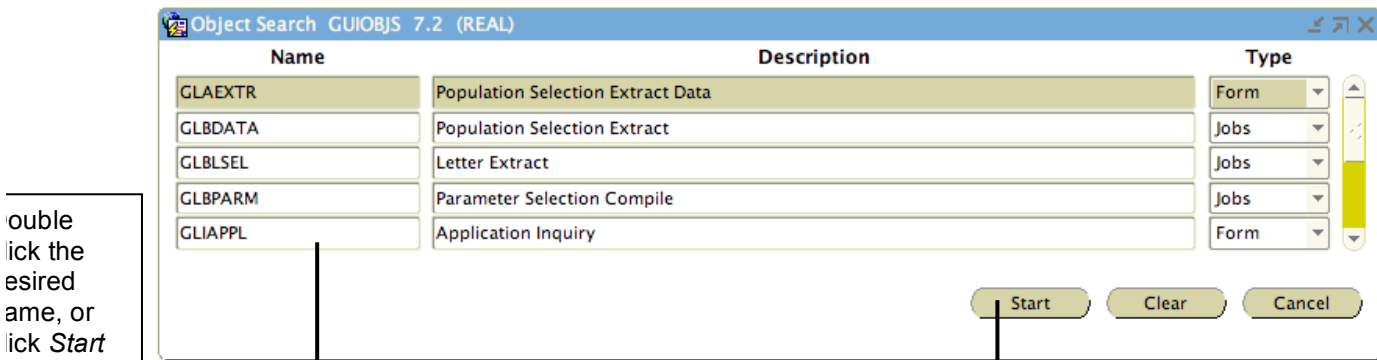 Object Search GUIOBJS 7.2 (REAL)
Name Description Type
GLAEXTR Population Selection Extract Data Form
GLBDATA Population Selection Extract Jobs
GLBLSEL Letter Extract Jobs
GLBPARM Parameter Selection Compile Jobs
GLIAPPL Application Inquiry Form
Start Clear Cancel
ouble
lick the
esired
ame, or
lick Start